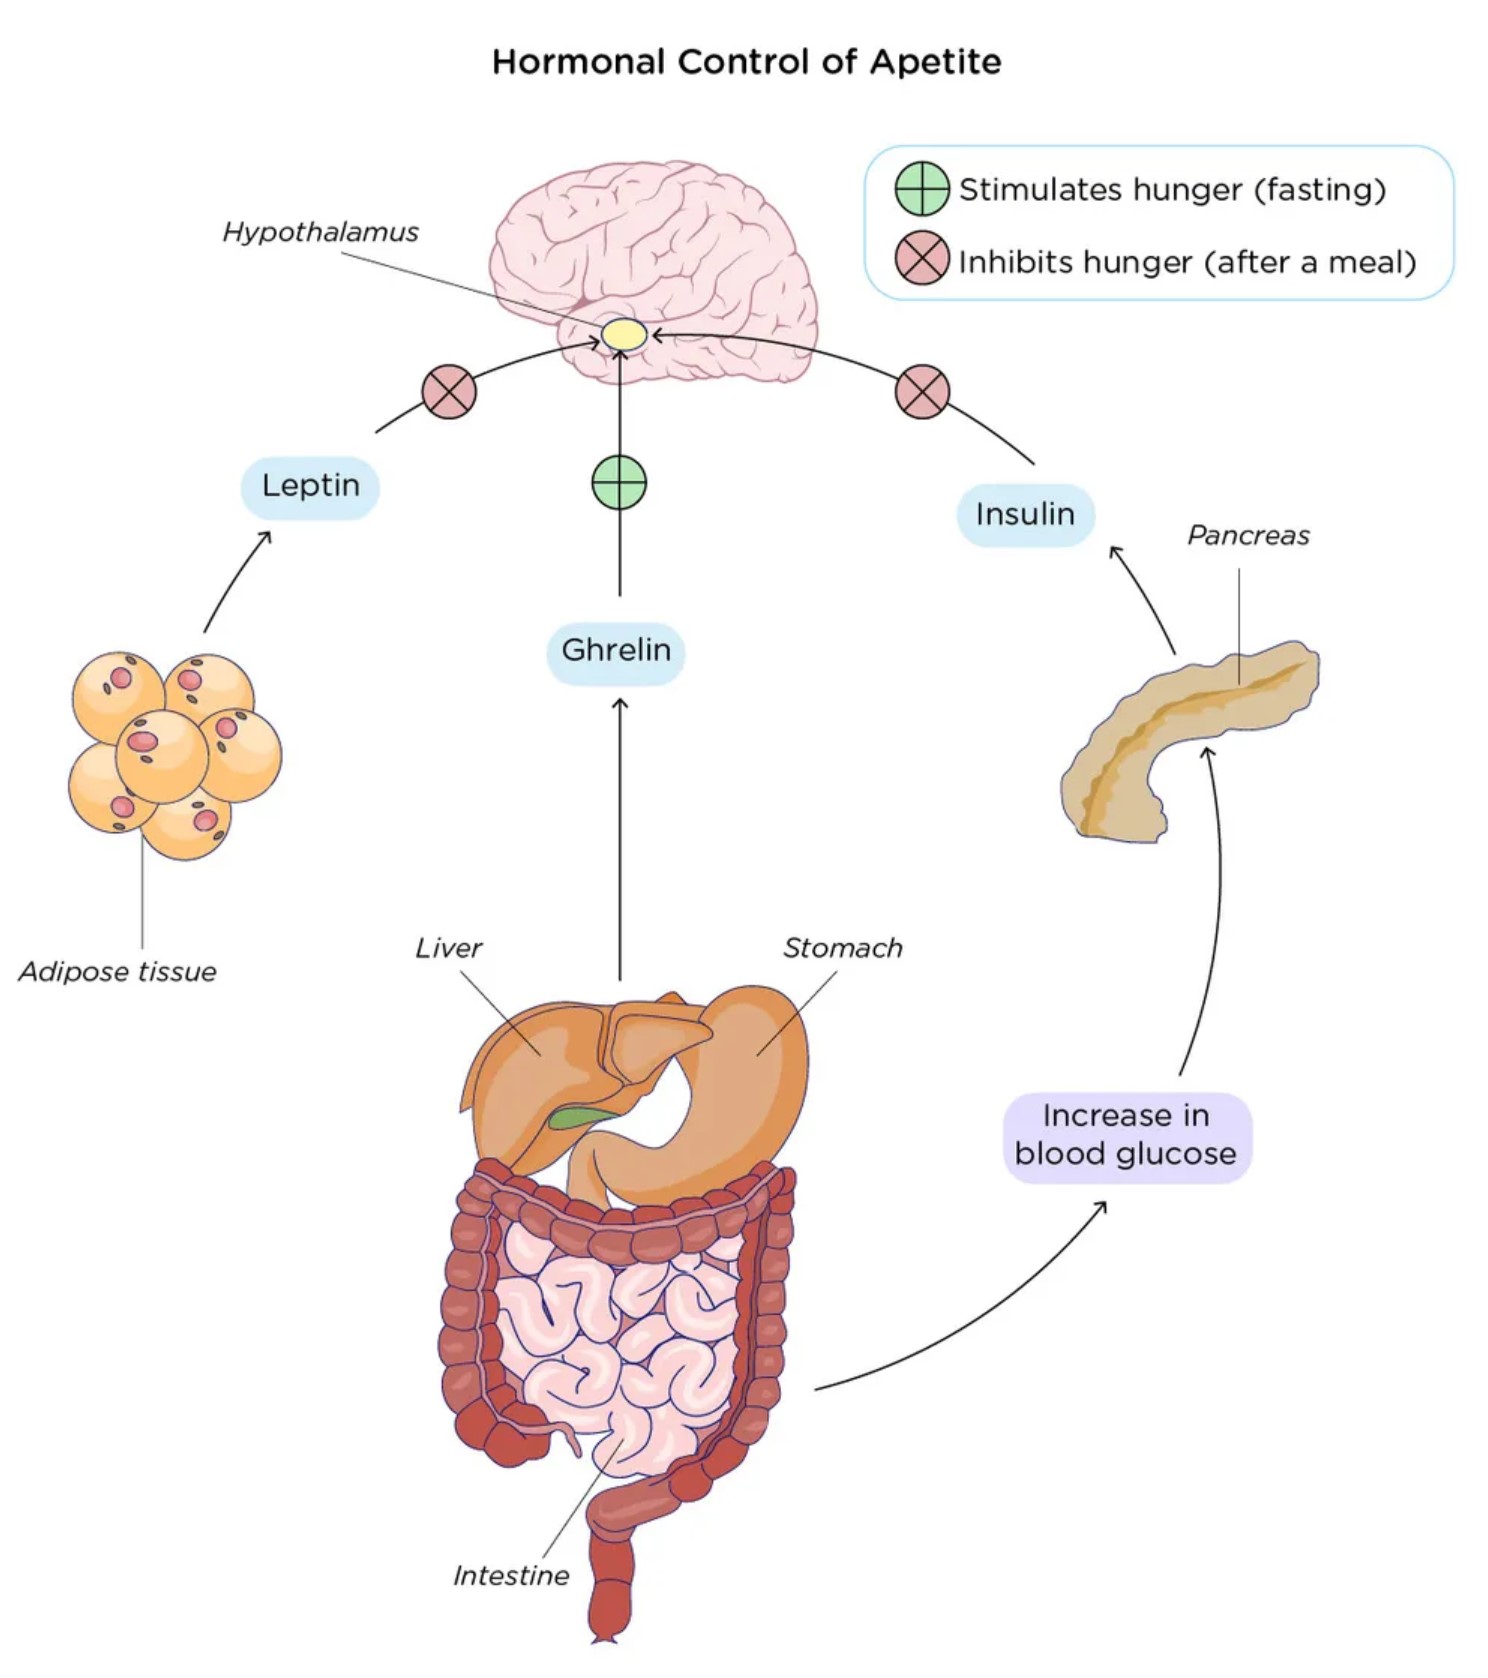 Hormonal Control of Apetite
Stimulates hunger (fasting)
Hypothalamus
Inhibits hunger (after a meal)
Leptin
Insulin
Pancreas
Ghrelin
Liver
Stomach
Adipose tissue
Increase in
blood glucose
Intestine